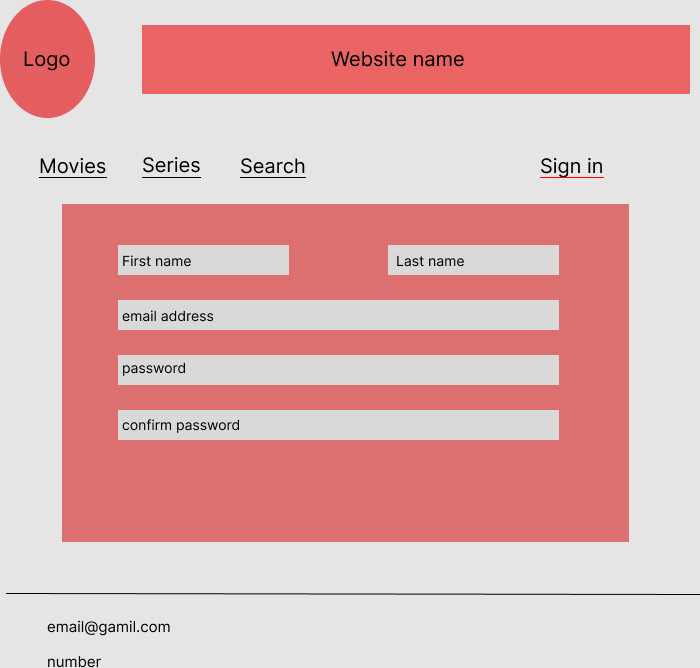 Logo
Website name
Movies Series Search Sign in
First name Last name
email address
password
confirm password
email@gamil.com
number